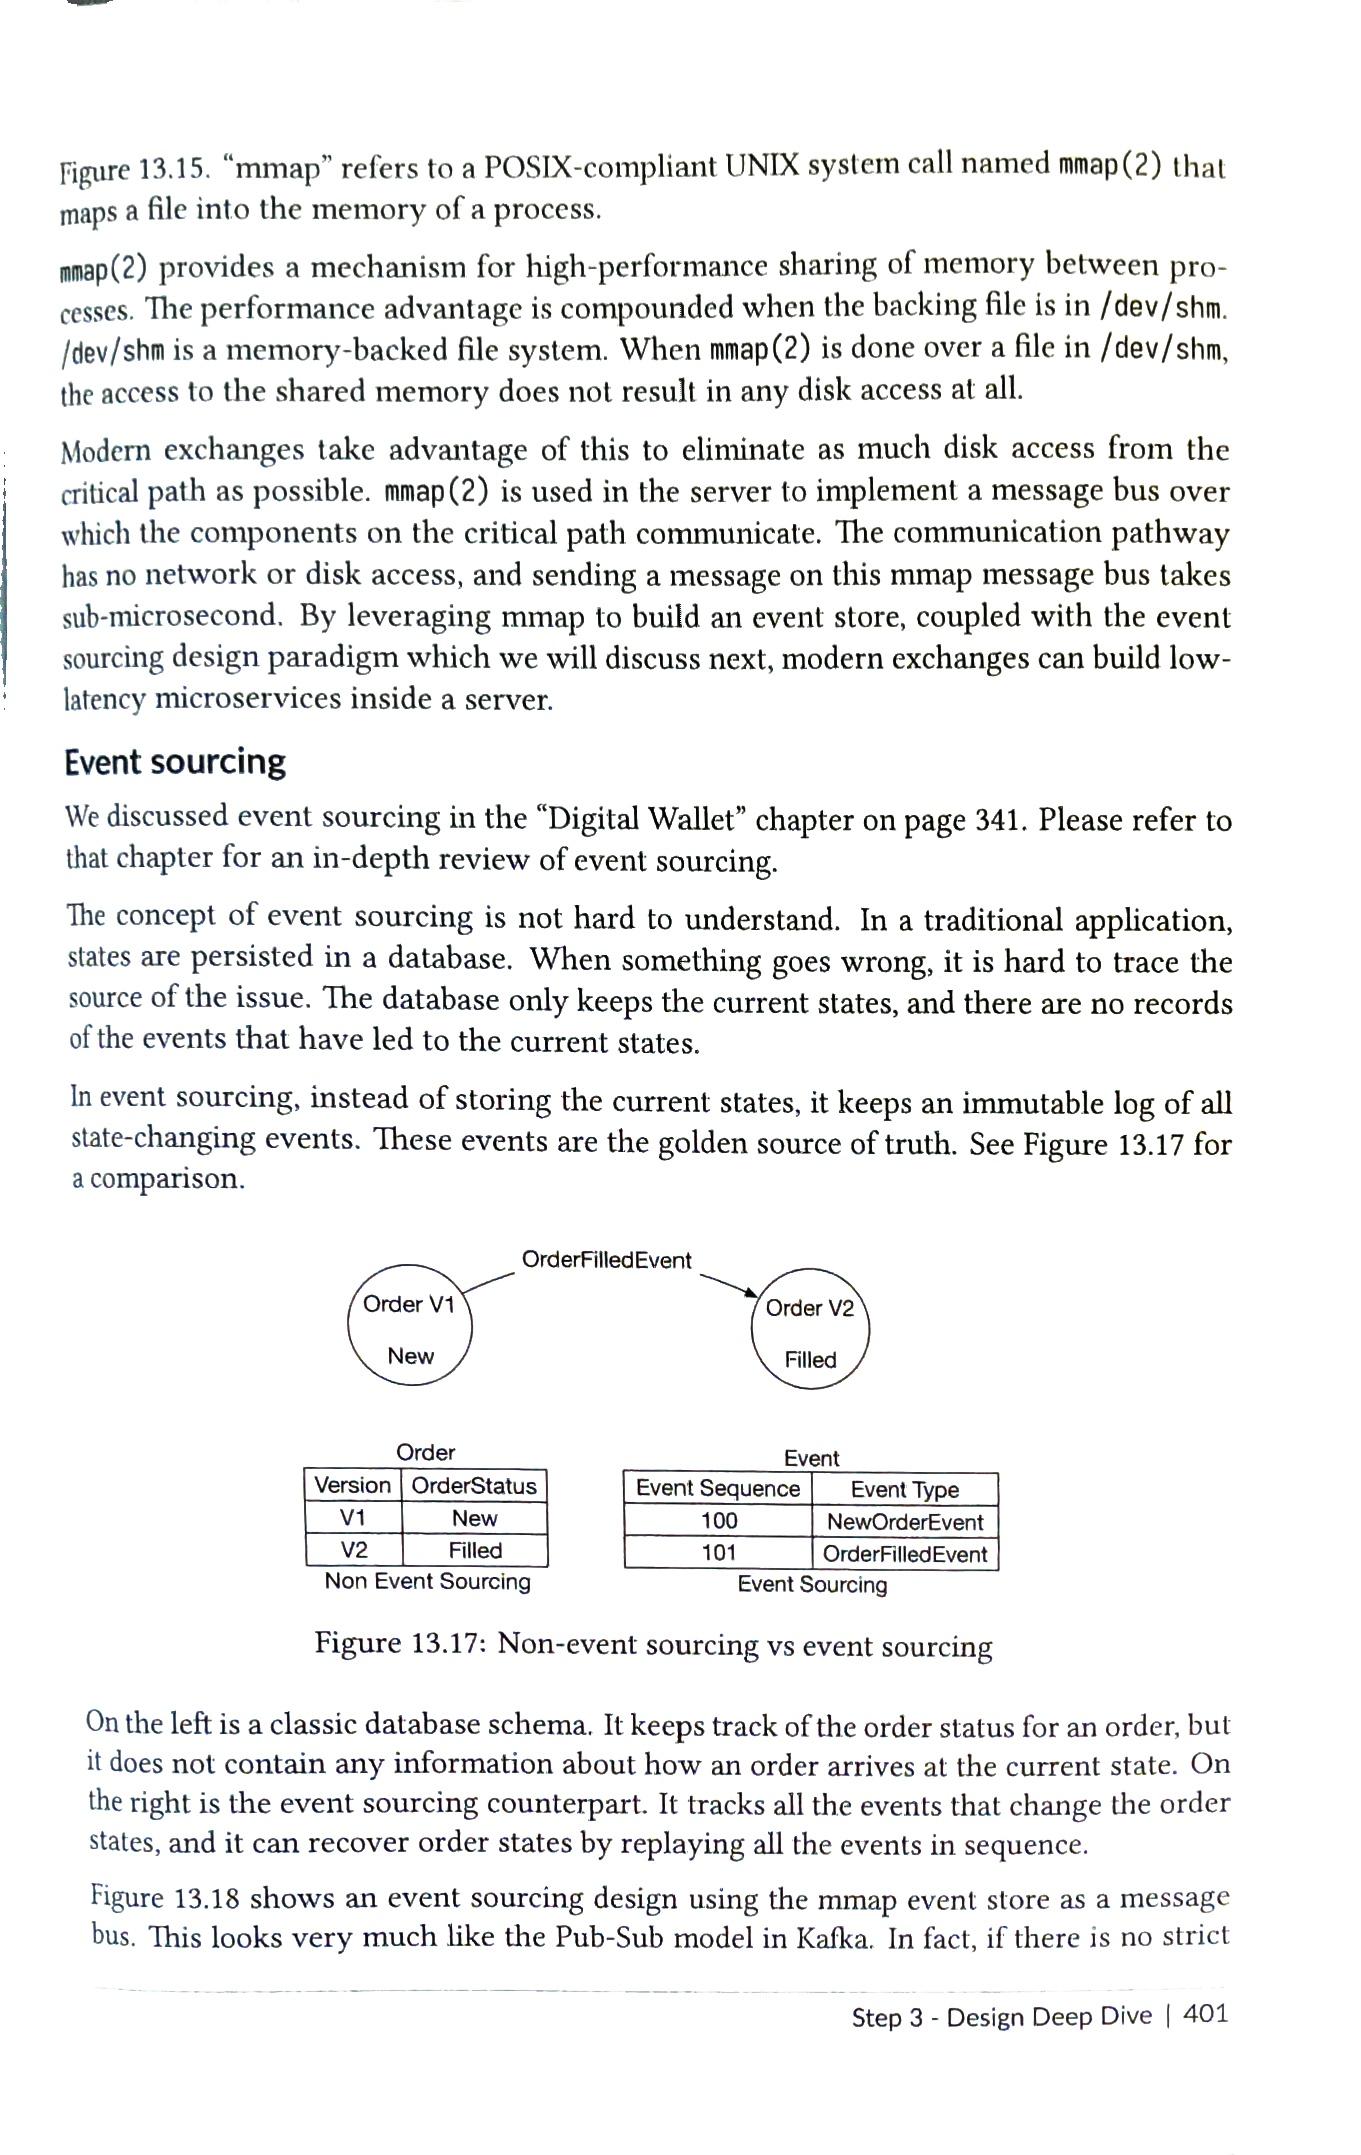 Figure 13.15. “mmap” refers to a POSIX-compliant UNIX system call named mmap(2) that
maps a file into the memory of a process.
mmap(2) provides a mechanism for high-performance sharing of memory between pro-
cesses. The performance advantage is compounded when the backing file is in /dev/shm.
/dev/shm is a memory-backed file system. When mmap(2) is done over a file in /dev/shm,
the access to the shared memory does not result in any disk access at all.
Modern exchanges take advantage of this to eliminate as much disk access from the
critical path as possible. mmap(2) is used in the server to implement a message bus over
which the components on the critical path communicate. The communication pathway
has no network or disk access, and sending a message on this mmap message bus takes
sub-microsecond. By leveraging mmap to build an event store, coupled with the event
sourcing design paradigm which we will discuss next, modern exchanges can build low-
latency microservices inside a server.
Event sourcing
We discussed event sourcing in the “Digital Wallet” chapter on page 341. Please refer to
that chapter for an in-depth review of event sourcing.
The concept of event sourcing is not hard to understand. In a traditional application,
states are persisted in a database. When something goes wrong, it is hard to trace the
source of the issue. The database only keeps the current states, and there are no records
of the events that have led to the current states.
In event sourcing, instead of storing the current states, it keeps an immutable log of all
state-changing events. These events are the golden source of truth. See Figure 13.17 for
a comparison.
OrderFilledEvent
Order V1
New
Order V2
Filled
Order
Version OrderStatus
V1 New
V2 Filled
Non Event Sourcing
Event
Event Sequence Event Type
100 NewOrderEvent
101 OrderFilledEvent
Event Sourcing
Figure 13.17: Non-event sourcing vs event sourcing
On the left is a classic database schema. It keeps track of the order status for an order, but
it does not contain any information about how an order arrives at the current state. On
the right is the event sourcing counterpart. It tracks all the events that change the order
states, and it can recover order states by replaying all the events in sequence.
Figure 13.18 shows an event sourcing design using the mmap event store as a message
bus. This looks very much like the Pub-Sub model in Kafka. In fact, if there is no strict
Step 3 - Design Deep Dive | 401